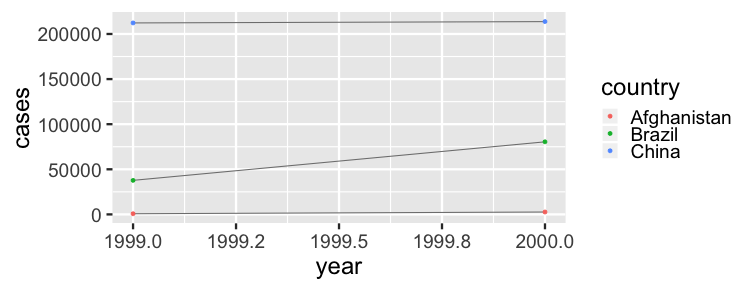 200000
150000
100000
50000
0
cases
1999.0 1999.2 1999.5 1999.8 2000.0
year
country
Afghanistan
Brazil
China